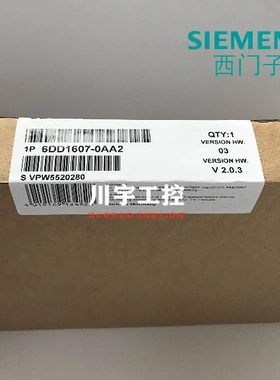 SIEMENS
西门子
1P 6DD1607-0AA2
QTY:1
VERSION HW.
03
VERSION HW.
V 2.0.3
S VPW5520280
川宇工控